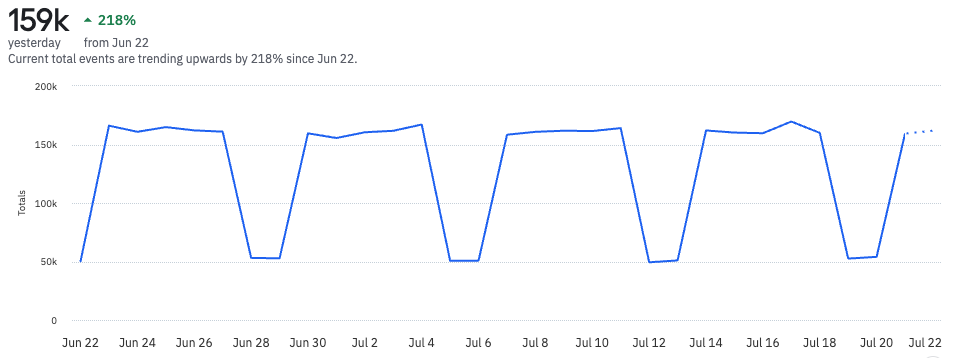 159k ▲ 218%
yesterday from Jun 22
Current total events are trending upwards by 218% since Jun 22.
200k
150k
100k
50k
0
Totals
Jun 22 Jun 24 Jun 26 Jun 28 Jun 30 Jul 2 Jul 4 Jul 6 Jul 8 Jul 10 Jul 12 Jul 14 Jul 16 Jul 18 Jul 20 Jul 22